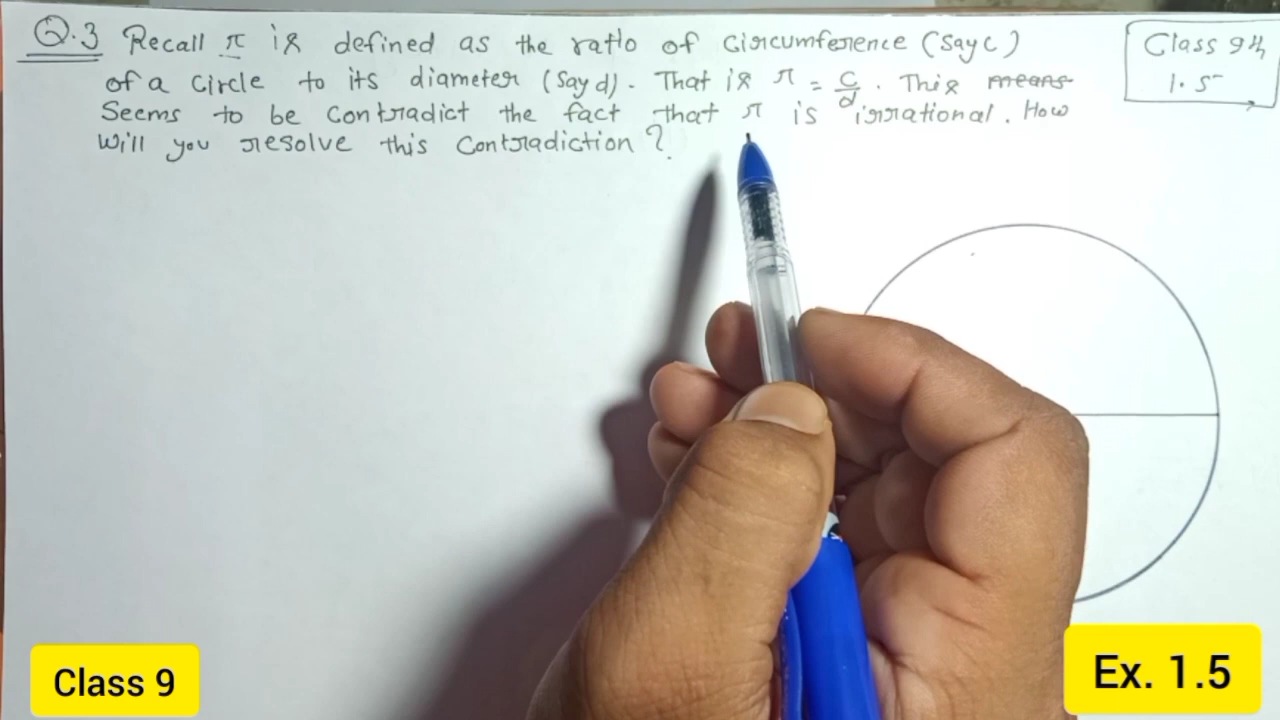 Q.3 Recall π is defined as the ratio of Circumference (Say C)
of a Circle to its diameter (Say d). That is π = C/d. This means
Seems to be Contradict the fact that π is irrational. How
Will you resolve this Contradiction?
Class 9th
1.5
Class 9
Ex. 1.5